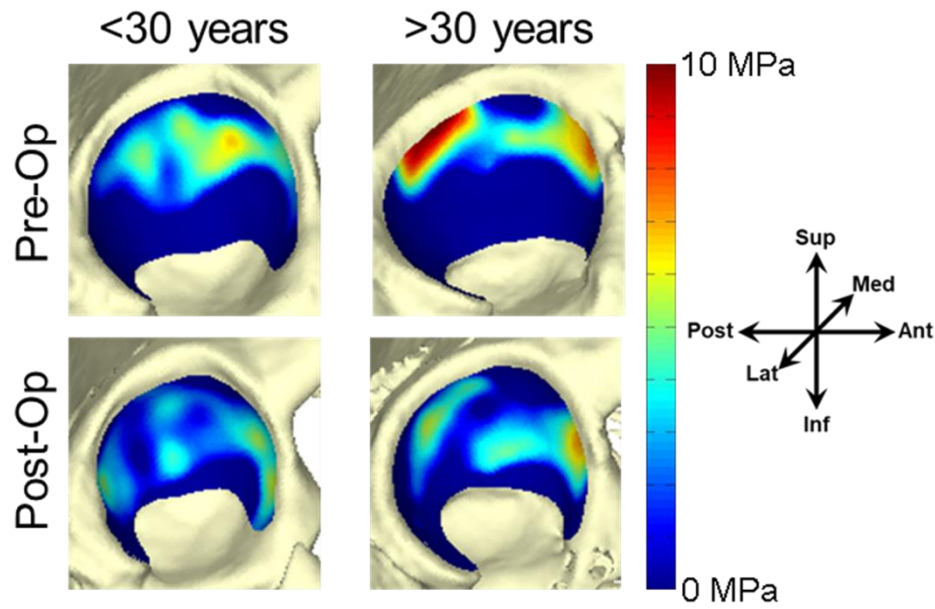 <30 years
>30 years
Pre-Op
Post-Op
10 MPa
0 MPa
Sup
Med
Post
Ant
Lat
Inf